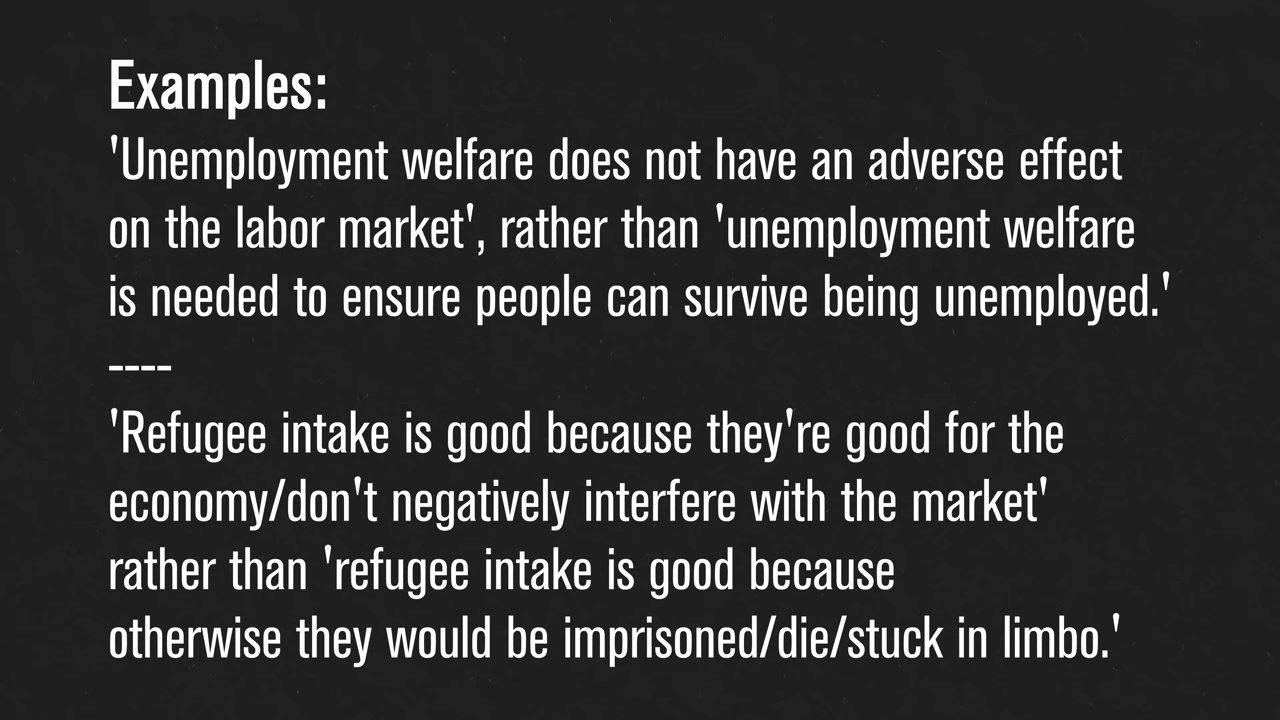 Examples:
'Unemployment welfare does not have an adverse effect
on the labor market', rather than 'unemployment welfare
is needed to ensure people can survive being unemployed.'
----
'Refugee intake is good because they're good for the
economy/don't negatively interfere with the market'
rather than 'refugee intake is good because
otherwise they would be imprisoned/die/stuck in limbo.'